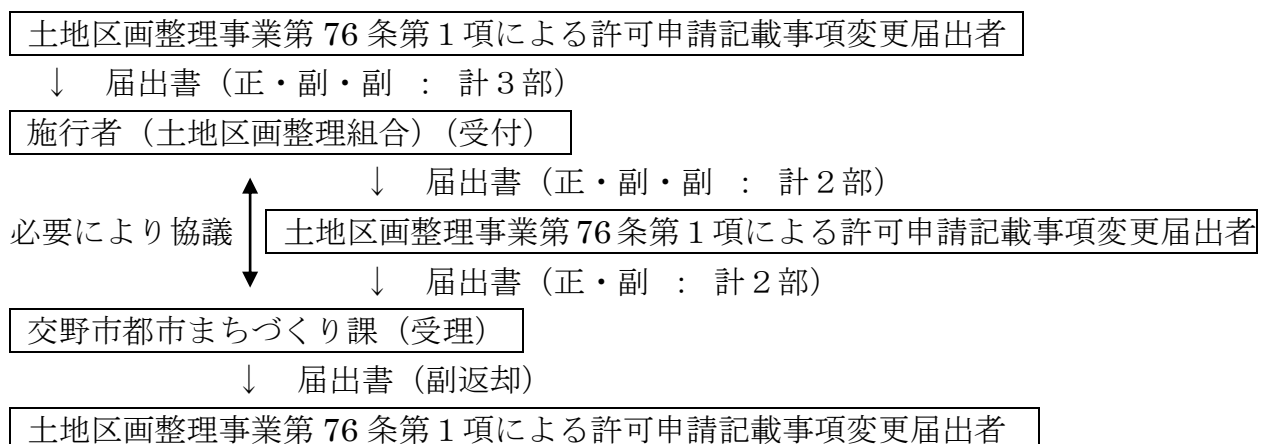 土地区画整理事業第 76 条第１項による許可申請記載事項変更届出者
↓　届出書（正・副・副　：　計３部）
施行者（土地区画整理組合）（受付）
↓　届出書（正・副・副　：　計２部）
必要により協議
土地区画整理事業第 76 条第１項による許可申請記載事項変更届出者
↓　届出書（正・副　：　計２部）
交野市都市まちづくり課（受理）
↓　届出書（副返却）
土地区画整理事業第 76 条第１項による許可申請記載事項変更届出者